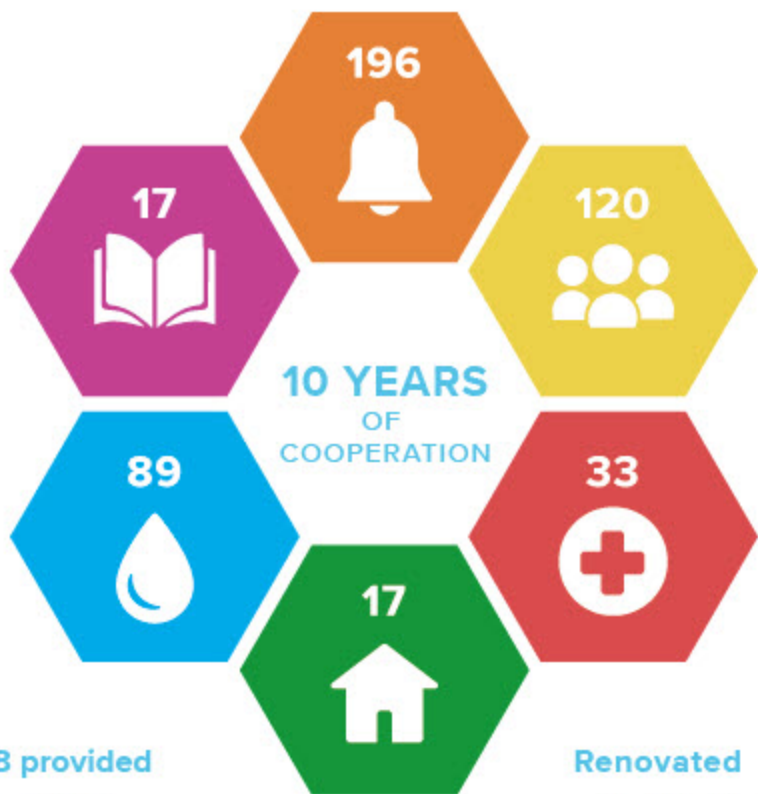 196
17
120
10 YEARS
OF
COOPERATION
89
33
17
provided
Renovated